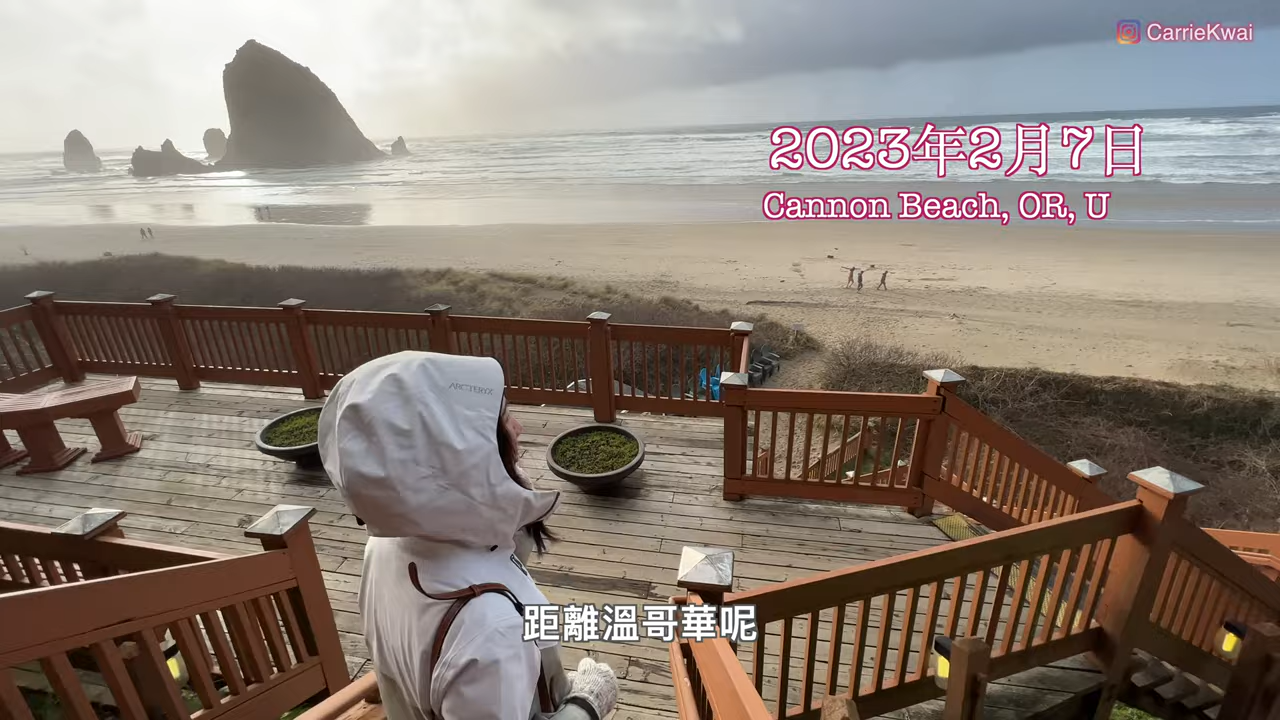 CarrieKwai
2023年2月7日
Cannon Beach, OR, U
ARC'TERYX
距離溫哥華呢